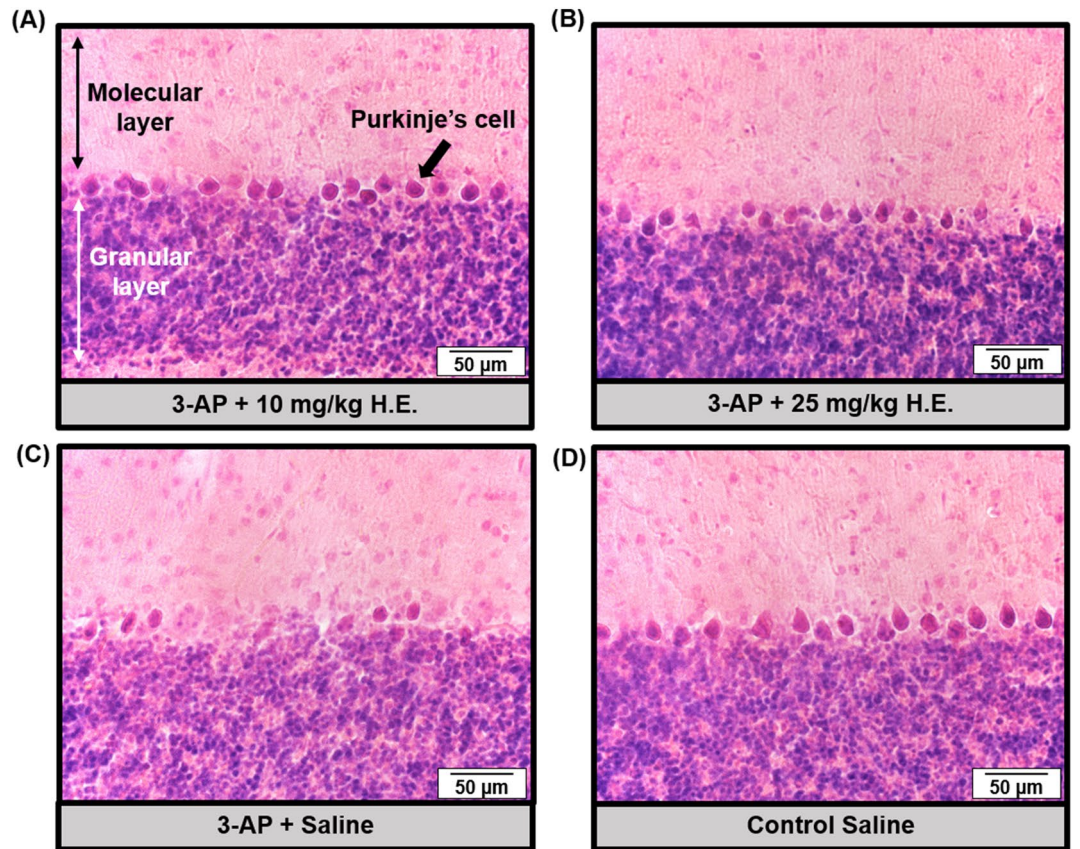 (A)
Molecular
layer
Purkinje's cell
Granular
layer
50 µm
3-AP + 10 mg/kg H.E.
(B)
50 µm
3-AP + 25 mg/kg H.E.
(C)
50 µm
3-AP + Saline
(D)
50 µm
Control Saline